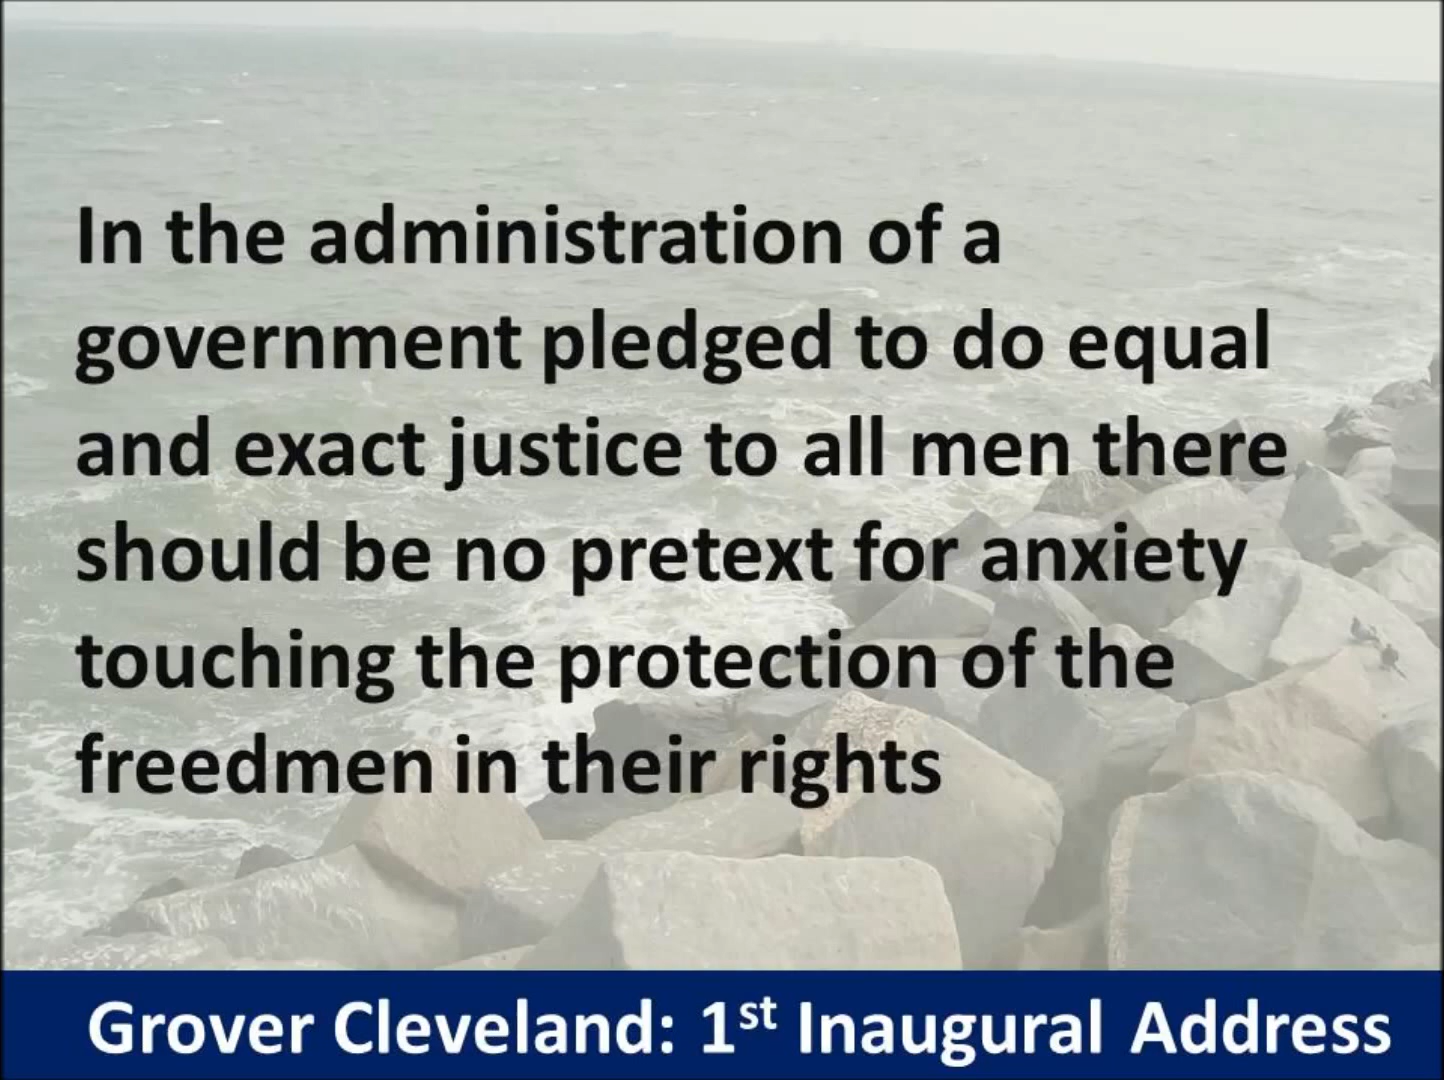 In the administration of a
government pledged to do equal
and exact justice to all men there
should be no pretext for anxiety
touching the protection of the
freedmen in their rights
Grover Cleveland: 1st Inaugural Address